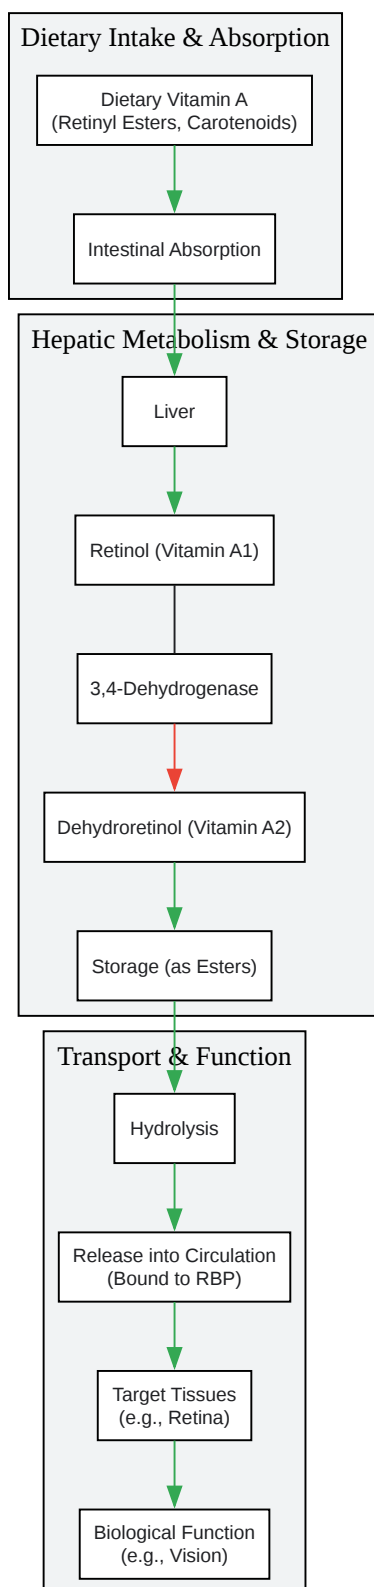 Dietary Intake & Absorption
Dietary Vitamin A
(Retinyl Esters, Carotenoids)
Intestinal Absorption
Hepatic Metabolism & Storage
Liver
Retinol (Vitamin A1)
3,4-Dehydrogenase
Dehydroretinol (Vitamin A2)
Storage (as Esters)
Transport & Function
Hydrolysis
Release into Circulation
(Bound to RBP)
Target Tissues
(e.g., Retina)
Biological Function
(e.g., Vision)